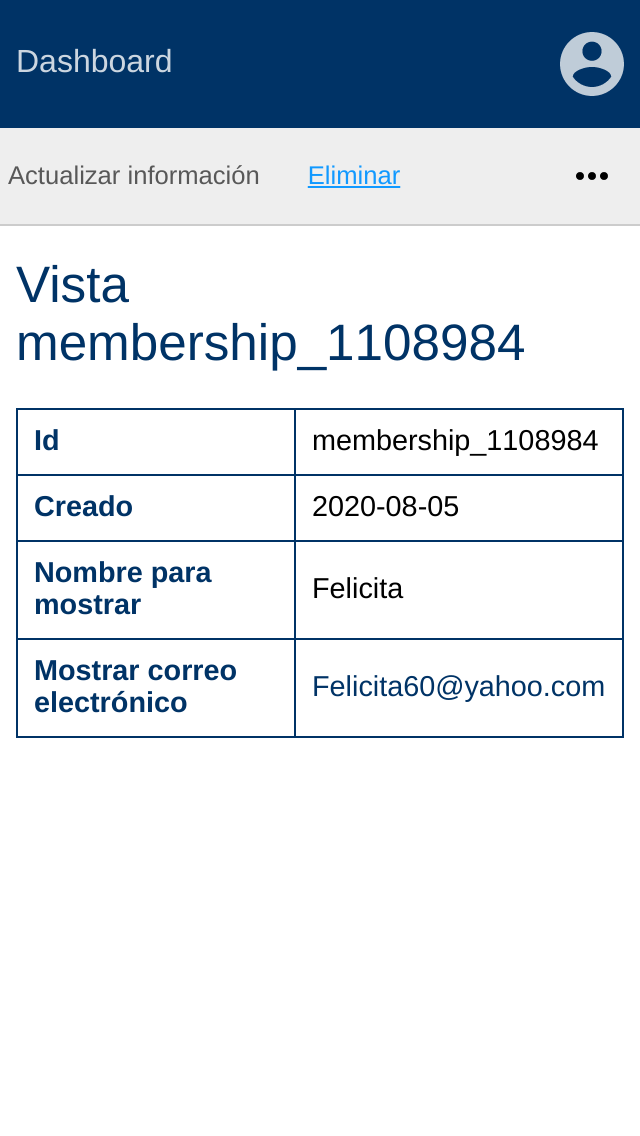 Dashboard
Actualizar información Eliminar
Vista
membership_1108984
Id membership_1108984
Creado 2020-08-05
Nombre para
mostrar
Felicita
Mostrar correo
electrónico
Felicita60@yahoo.com